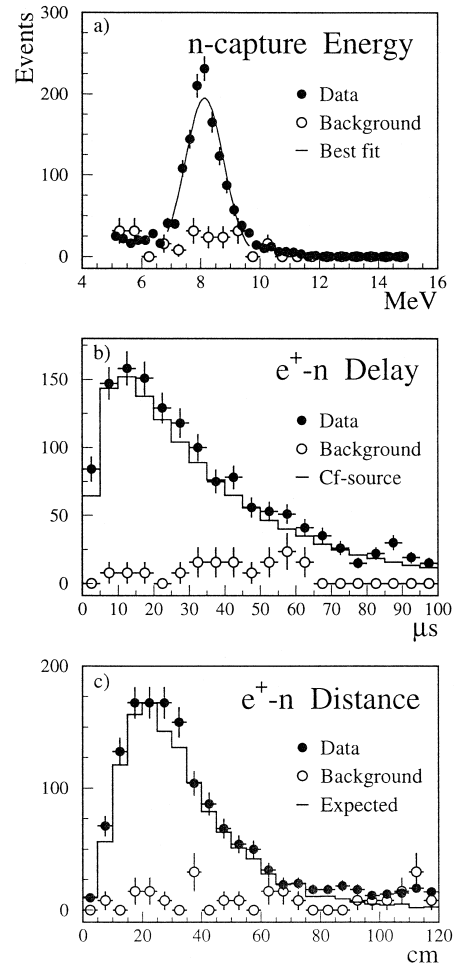 a)
n-capture Energy
Events
Data
Background
Best fit
300
200
100
0
4 6 8 10 12 14 16
MeV
b)
e⁺-n Delay
Data
Background
Cf-source
150
100
50
0
0 10 20 30 40 50 60 70 80 90 100
μs
c)
e⁺-n Distance
Data
Background
Expected
200
100
0
0 20 40 60 80 100 120
cm